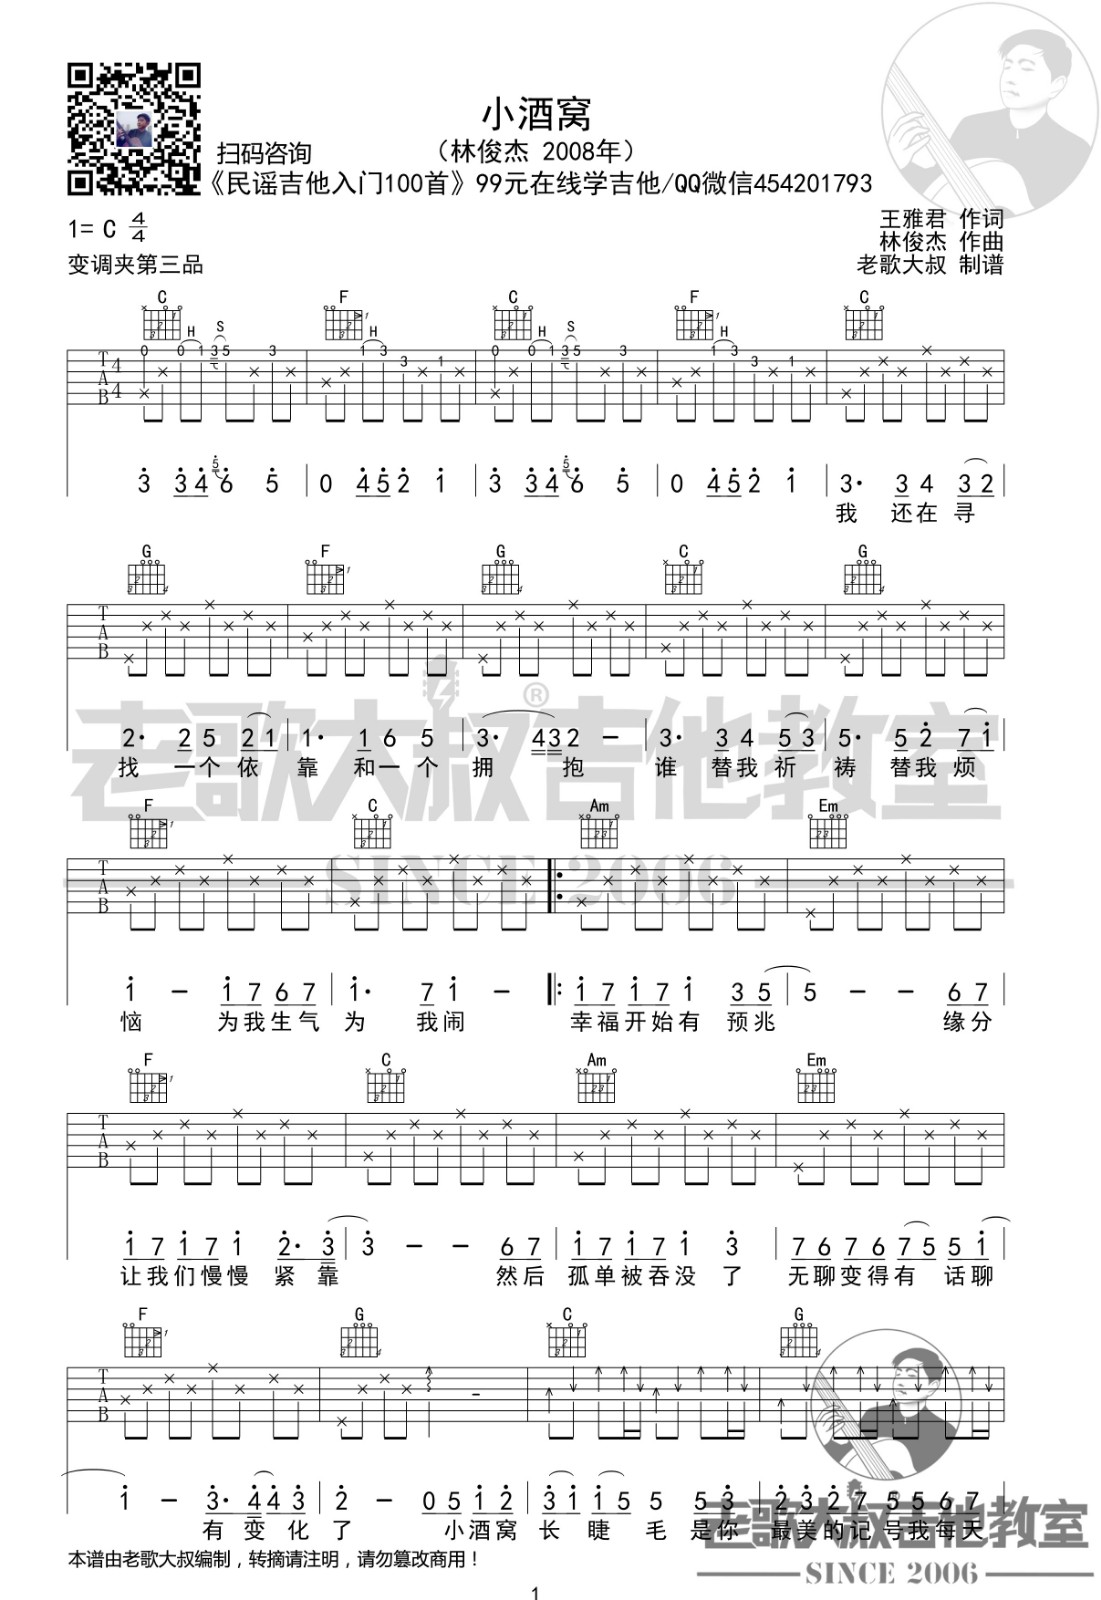 小酒窝
扫码咨询 （林俊杰 2008年）
《民谣吉他入门100首》99元在线学吉他/QQ微信454201793
1= C 4/4
变调夹第三品
王雅君 作词
林俊杰 作曲
老歌大叔 制谱
C F C F C
H S H H S H
0 0 1 3 5 3 1 3 3 1 0 0 1 3 5 3 1 3 3 1
T A B 4 4
3 3 4 5 6 5 0 4 5 2 1 3 3 4 5 6 5 0 4 5 2 1 3· 3 4 3 2
我 还在 寻
G F G C G
T A B
2· 2 5 2 1 1· 1 6 5 3· 4 3 2 － 3· 3 4 5 3 5· 5 2 7 1
找 一个 依 靠 和一个 拥 抱 谁 替我 祈 祷 替我 烦
F C Am Em
T A B
1 － 1 7 6 7 1· 7 1 － 1 7 1 7 1 3 5 5 － － 6 7
恼 为我生气 为 我闹 幸福开始有 预兆 缘分
F C Am Em
T A B
1 7 1 7 1 2· 3 3 － － 6 7 1 7 1 7 1 3 7 6 7 6 7 5 5 1
让我们慢慢 紧 靠 然后 孤单被吞没 了 无聊变得有 话聊
F G C G
T A B
1 － 3· 4 4 3 2 － 0 5 1 2 3 1 1 5 5 5 3 2 3 2 7 5 5 6 7
有 变 化 了 小酒窝 长 睫 毛 是你 最美的记 号我每天
本谱由老歌大叔编制，转摘请注明，请勿篡改商用！
老歌大叔吉他教室®
SINCE 2006
老歌大叔吉他教室
SINCE 2006
1